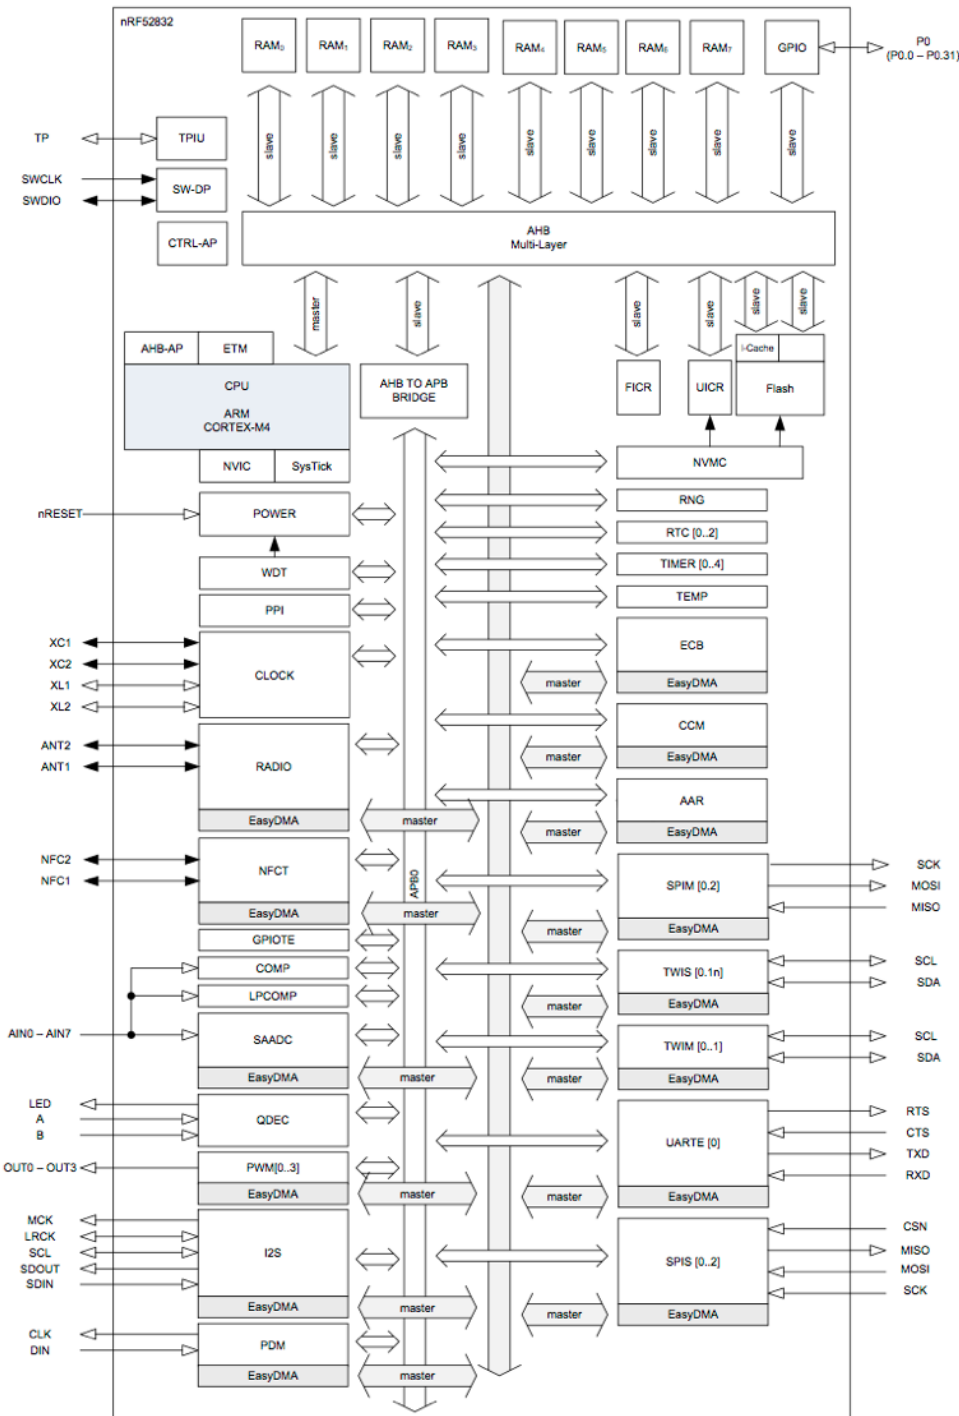 nRF52832
RAM0
RAM1
RAM2
RAM3
RAM4
RAM5
RAM6
RAM7
GPIO
P0
(P0.0 – P0.31)
slave
slave
slave
slave
slave
slave
slave
slave
slave
TP
TPIU
SWCLK
SWDIO
SW-DP
CTRL-AP
AHB
Multi-Layer
master
slave
slave
slave
slave
slave
AHB-AP
ETM
CPU
ARM
CORTEX-M4
NVIC
SysTick
AHB TO APB
BRIDGE
FICR
UICR
i-Cache
Flash
NVMC
nRESET
POWER
RNG
RTC [0..2]
WDT
TIMER [0..4]
PPI
TEMP
XC1
XC2
XL1
XL2
CLOCK
ECB
EasyDMA
master
ANT2
ANT1
RADIO
EasyDMA
master
CCM
EasyDMA
master
AAR
EasyDMA
master
NFC2
NFC1
NFCT
EasyDMA
master
APB0
SPIM [0.2]
EasyDMA
master
SCK
MOSI
MISO
GPIOTE
COMP
LPCOMP
AIN0 – AIN7
SAADC
EasyDMA
master
TWIS [0.1n]
EasyDMA
master
SCL
SDA
TWIM [0..1]
EasyDMA
master
SCL
SDA
LED
A
B
QDEC
OUT0 – OUT3
PWM[0..3]
EasyDMA
master
UARTE [0]
EasyDMA
master
RTS
CTS
TXD
RXD
MCK
LRCK
SCL
SDOUT
SDIN
I2S
EasyDMA
master
SPIS [0..2]
EasyDMA
master
CSN
MISO
MOSI
SCK
CLK
DIN
PDM
EasyDMA
master